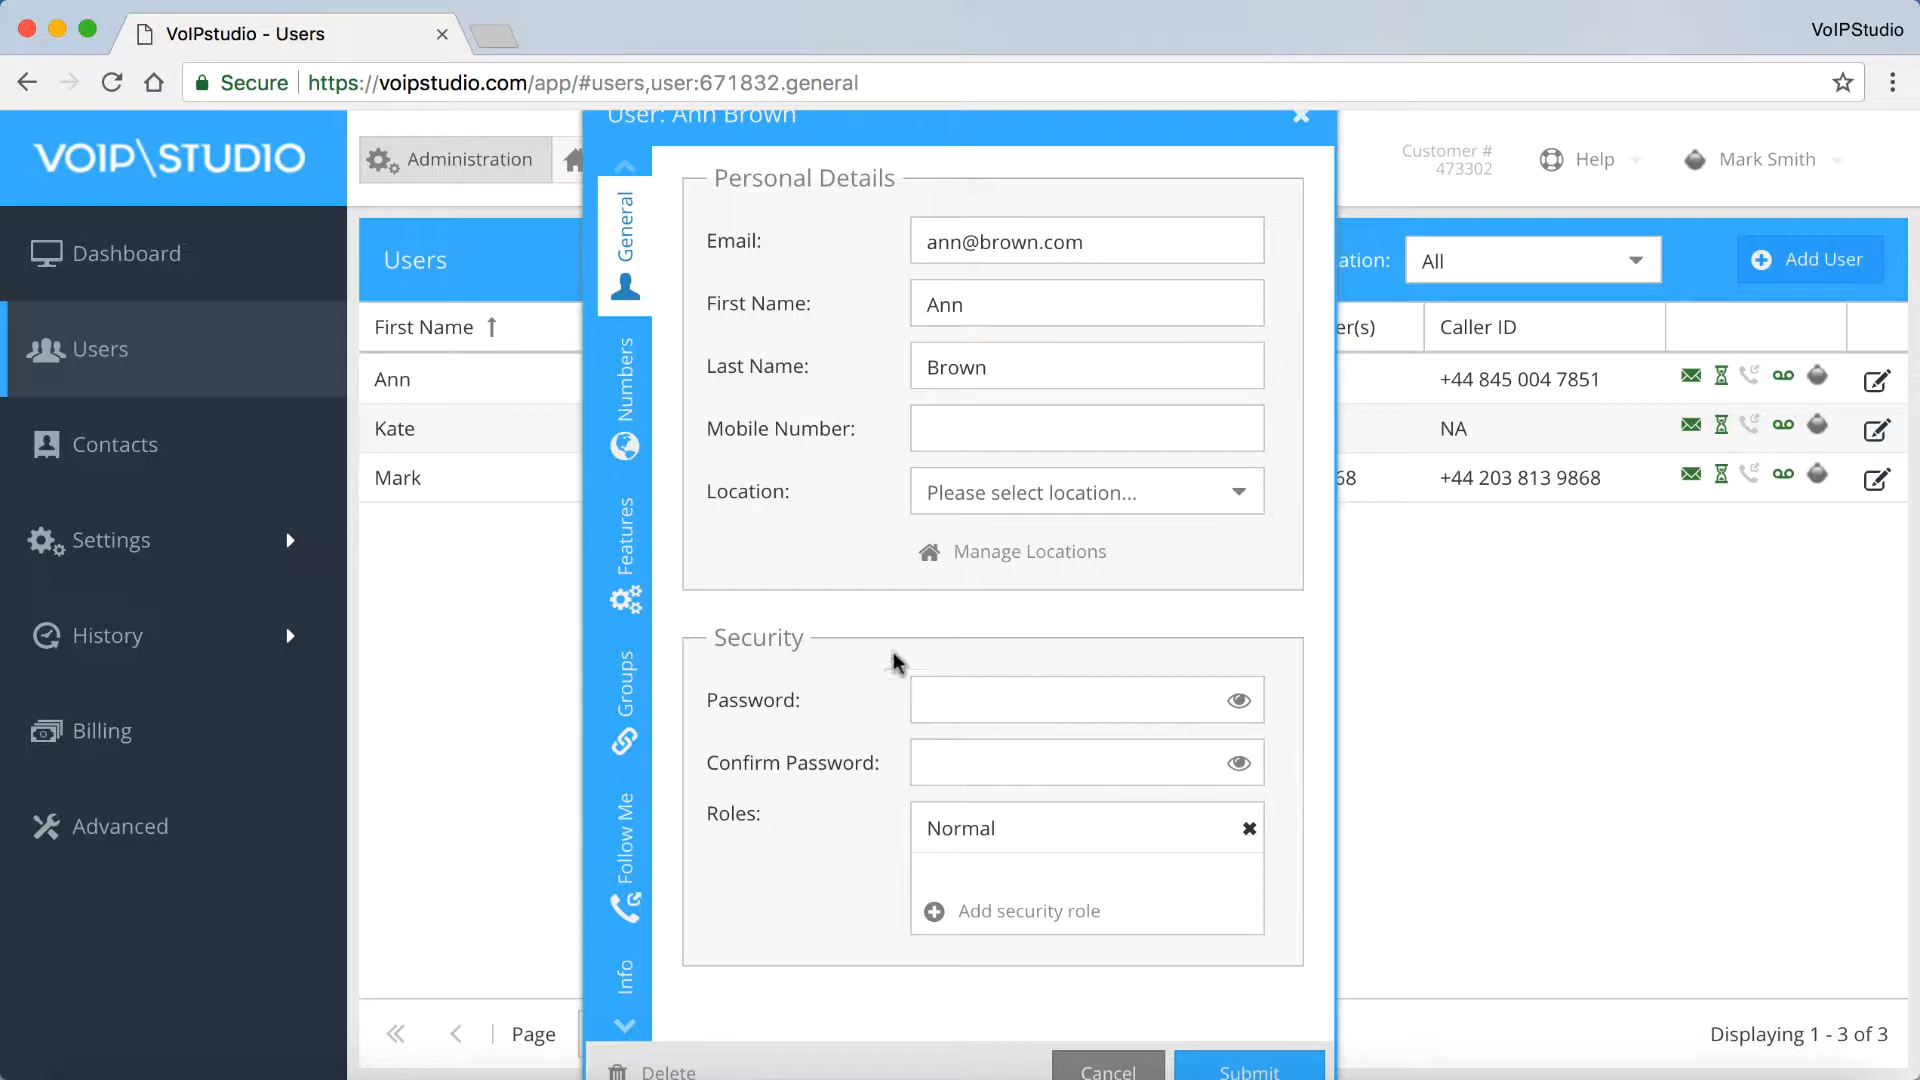 VoIPstudio - Users
VoIPStudio
Secure
https://voipstudio.com/app/#users,user:671832.general
VOIP\STUDIO
Administration
User: Ann Brown
Customer #
473302
Help
Mark Smith
Dashboard
Users
Contacts
Settings
History
Billing
Advanced
Users
ation:
All
Add User
First Name
er(s)
Caller ID
Ann
+44 845 004 7851
Kate
NA
Mark
68
+44 203 813 9868
General
Numbers
Features
Groups
Follow Me
Info
Personal Details
Email:
ann@brown.com
First Name:
Ann
Last Name:
Brown
Mobile Number:
Location:
Please select location...
Manage Locations
Security
Password:
Confirm Password:
Roles:
Normal
Add security role
Page
Displaying 1 - 3 of 3
Delete
Cancel
Submit